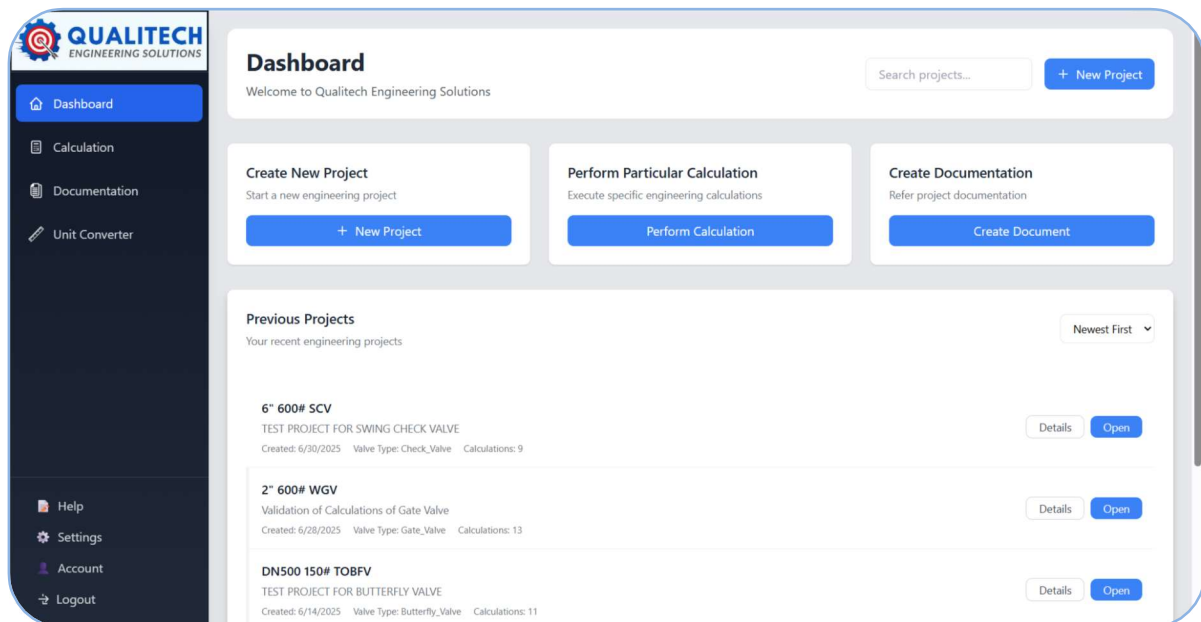 QUALITECH
ENGINEERING SOLUTIONS
Dashboard
Calculation
Documentation
Unit Converter
Help
Settings
Account
Logout
Dashboard
Welcome to Qualitech Engineering Solutions
Search projects...
+ New Project
Create New Project
Start a new engineering project
+ New Project
Perform Particular Calculation
Execute specific engineering calculations
Perform Calculation
Create Documentation
Refer project documentation
Create Document
Previous Projects
Your recent engineering projects
Newest First
6" 600# SCV
TEST PROJECT FOR SWING CHECK VALVE
Created: 6/30/2025 Valve Type: Check_Valve Calculations: 9
Details Open
2" 600# WGV
Validation of Calculations of Gate Valve
Created: 6/28/2025 Valve Type: Gate_Valve Calculations: 13
Details Open
DN500 150# TOBFV
TEST PROJECT FOR BUTTERFLY VALVE
Created: 6/14/2025 Valve Type: Butterfly_Valve Calculations: 11
Details Open